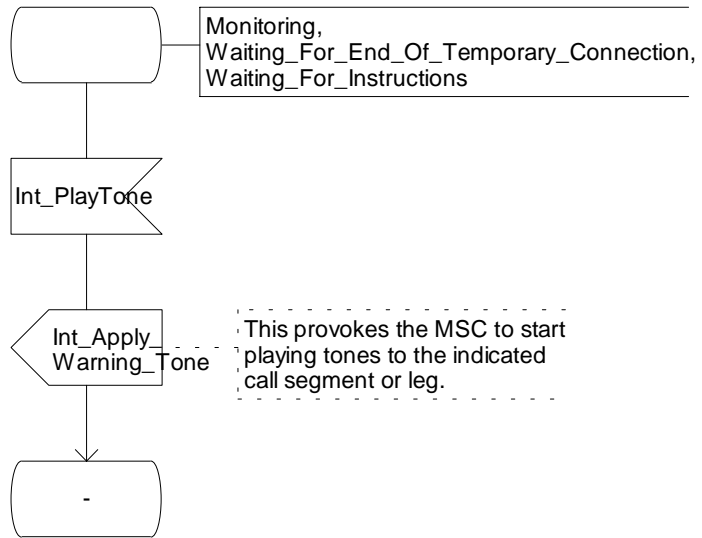 Monitoring,
Waiting_For_End_Of_Temporary_Connection,
Waiting_For_Instructions
Int_PlayTone
Int_Apply_
Warning_Tone
This provokes the MSC to start
playing tones to the indicated
call segment or leg.
-